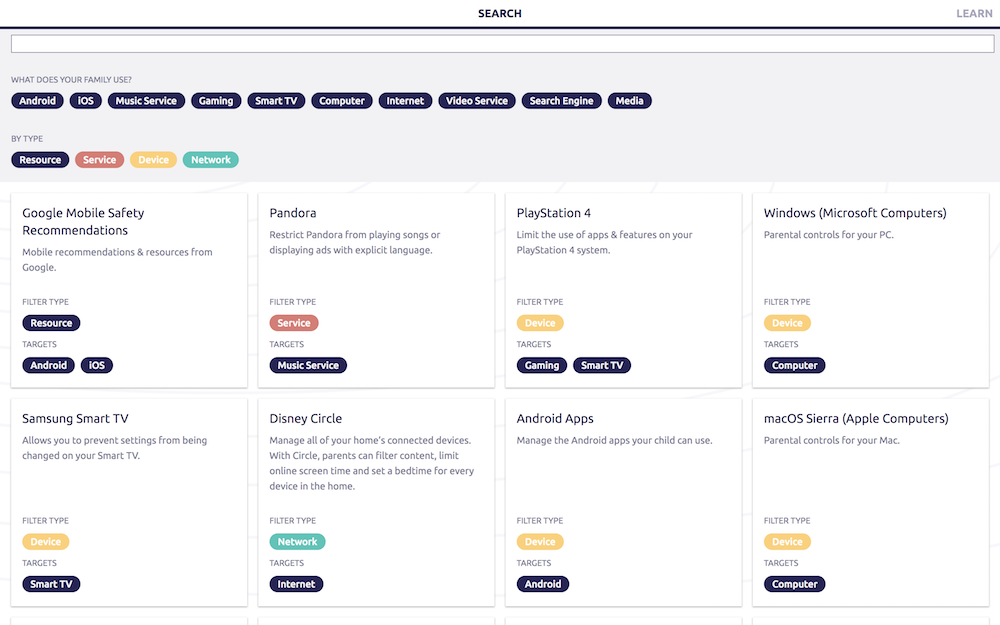 SEARCH
LEARN
WHAT DOES YOUR FAMILY USE?
Android iOS Music Service Gaming Smart TV Computer Internet Video Service Search Engine Media
BY TYPE
Resource Service Device Network
Google Mobile Safety
Recommendations
Mobile recommendations & resources from
Google.
FILTER TYPE
Resource
TARGETS
Android iOS
Pandora
Restrict Pandora from playing songs or
displaying ads with explicit language.
FILTER TYPE
Service
TARGETS
Music Service
PlayStation 4
Limit the use of apps & features on your
PlayStation 4 system.
FILTER TYPE
Device
TARGETS
Gaming Smart TV
Windows (Microsoft Computers)
Parental controls for your PC.
FILTER TYPE
Device
TARGETS
Computer
Samsung Smart TV
Allows you to prevent settings from being
changed on your Smart TV.
FILTER TYPE
Device
TARGETS
Smart TV
Disney Circle
Manage all of your home's connected devices.
With Circle, parents can filter content, limit
online screen time and set a bedtime for every
device in the home.
FILTER TYPE
Network
TARGETS
Internet
Android Apps
Manage the Android apps your child can use.
FILTER TYPE
Device
TARGETS
Android
macOS Sierra (Apple Computers)
Parental controls for your Mac.
FILTER TYPE
Device
TARGETS
Computer